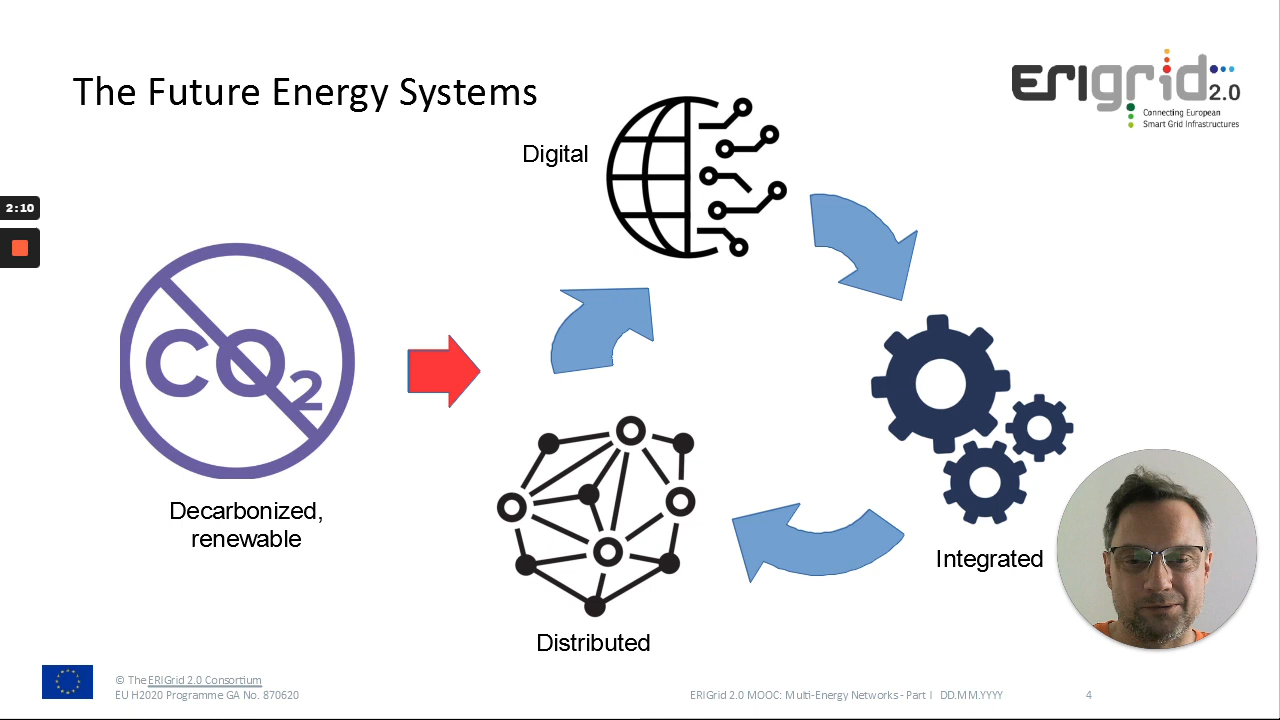 The Future Energy Systems
ERIGrid 2.0
Connecting European
Smart Grid Infrastructures
Digital
2:10
CO2
Decarbonized,
renewable
Integrated
Distributed
© The ERIGrid 2.0 Consortium
EU H2020 Programme GA No. 870620
ERIGrid 2.0 MOOC: Multi-Energy Networks - Part I DD.MM.YYYY 4